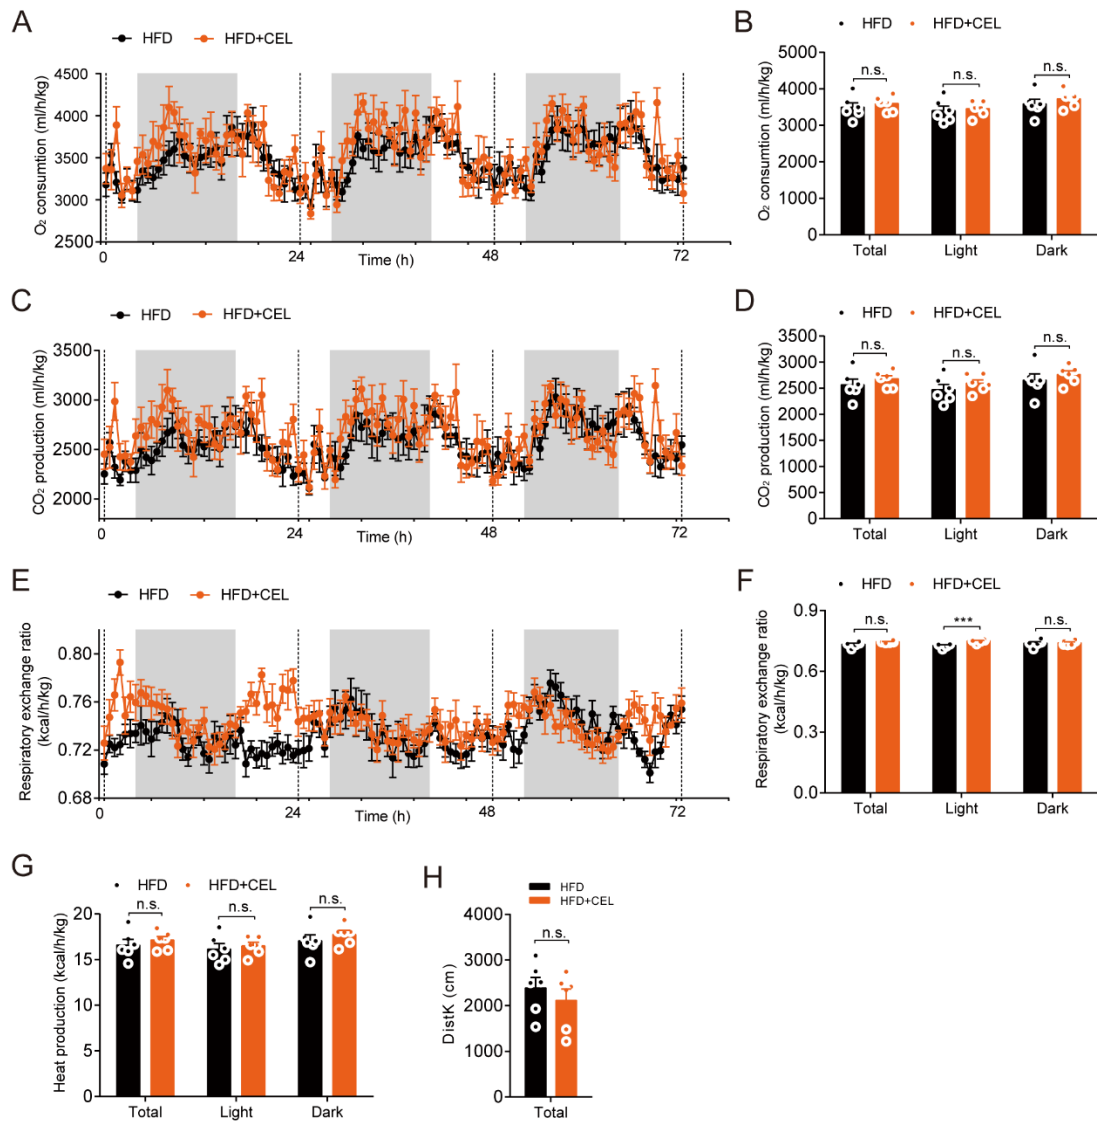 A
HFD HFD+CEL
O₂ consumtion (ml/h/kg)
4500
4000
3500
3000
2500
24 48 72
Time (h)
B
HFD HFD+CEL
O₂ consumtion (ml/h/kg)
5000
4000
3000
2000
1000
0
n.s. n.s. n.s.
Total Light Dark
C
HFD HFD+CEL
CO₂ production (ml/h/kg)
3500
3000
2500
2000
0 24 48 72
Time (h)
D
HFD HFD+CEL
CO₂ production (ml/h/kg)
3500
3000
2500
2000
1500
1000
500
0
n.s. n.s. n.s.
Total Light Dark
E
HFD HFD+CEL
Respiratory exchange ratio
(kcal/h/kg)
0.80
0.76
0.72
0.68
0 24 48 72
Time (h)
F
HFD HFD+CEL
Respiratory exchange ratio
(kcal/h/kg)
0.9
0.6
0.3
0.0
n.s. *** n.s.
Total Light Dark
G
HFD HFD+CEL
Heat production (kcal/h/kg)
20
15
10
5
0
n.s. n.s. n.s.
Total Light Dark
H
HFD
HFD+CEL
DistK (cm)
4000
3000
2000
1000
0
n.s.
Total